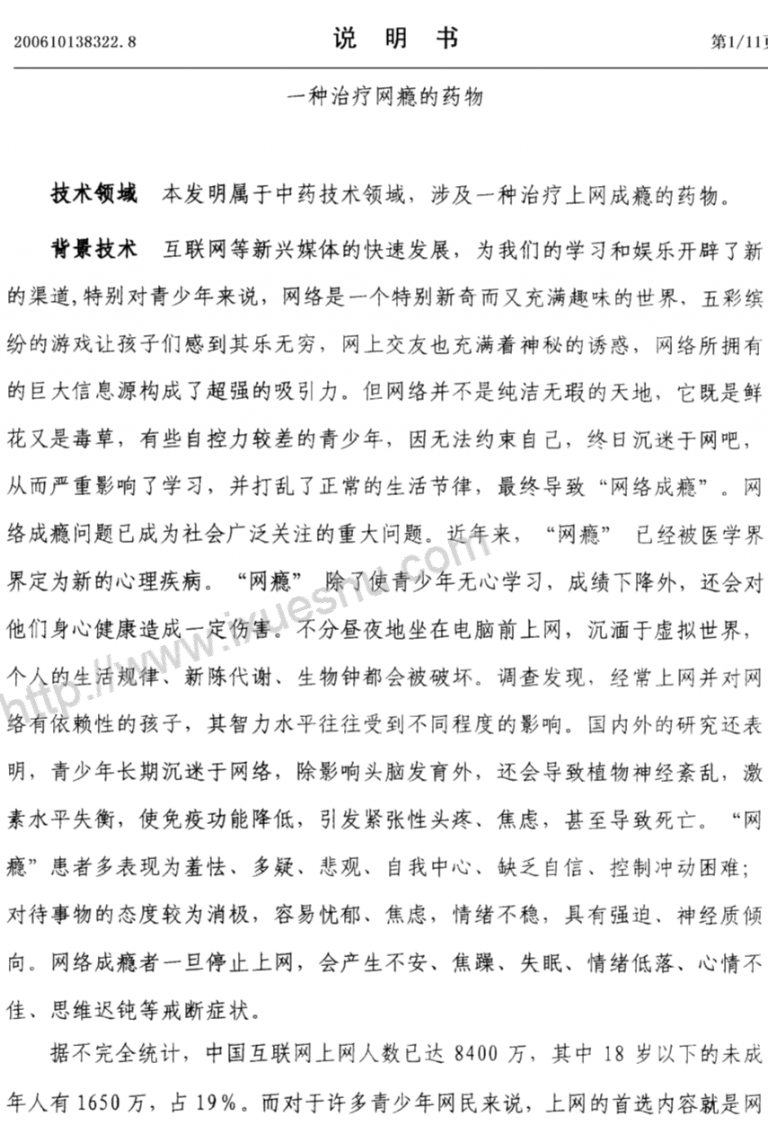 200610138322.8 说 明 书 第1/11页
一种治疗网瘾的药物
技术领域 本发明属于中药技术领域，涉及一种治疗上网成瘾的药物。
背景技术 互联网等新兴媒体的快速发展，为我们的学习和娱乐开辟了新
的渠道,特别对青少年来说，网络是一个特别新奇而又充满趣味的世界，五彩缤
纷的游戏让孩子们感到其乐无穷，网上交友也充满着神秘的诱惑，网络所拥有
的巨大信息源构成了超强的吸引力。但网络并不是纯洁无瑕的天地，它既是鲜
花又是毒草，有些自控力较差的青少年，因无法约束自己，终日沉迷于网吧，
从而严重影响了学习，并打乱了正常的生活节律，最终导致“网络成瘾”。网
络成瘾问题已成为社会广泛关注的重大问题。近年来，“网瘾” 已经被医学界
界定为新的心理疾病。“网瘾” 除了使青少年无心学习，成绩下降外，还会对
他们身心健康造成一定伤害。不分昼夜地坐在电脑前上网，沉湎于虚拟世界，
个人的生活规律、新陈代谢、生物钟都会被破坏。调查发现，经常上网并对网
络有依赖性的孩子，其智力水平往往受到不同程度的影响。国内外的研究还表
明，青少年长期沉迷于网络，除影响头脑发育外，还会导致植物神经紊乱，激
素水平失衡，使免疫功能降低，引发紧张性头疼、焦虑，甚至导致死亡。“网
瘾”患者多表现为羞怯、多疑、悲观、自我中心、缺乏自信、控制冲动困难；
对待事物的态度较为消极，容易忧郁、焦虑，情绪不稳，具有强迫、神经质倾
向。网络成瘾者一旦停止上网，会产生不安、焦躁、失眠、情绪低落、心情不
佳、思维迟钝等戒断症状。
据不完全统计，中国互联网上网人数已达 8400 万，其中 18 岁以下的未成
年人有 1650 万，占 19%。而对于许多青少年网民来说，上网的首选内容就是网
http://www.ixueshu.com